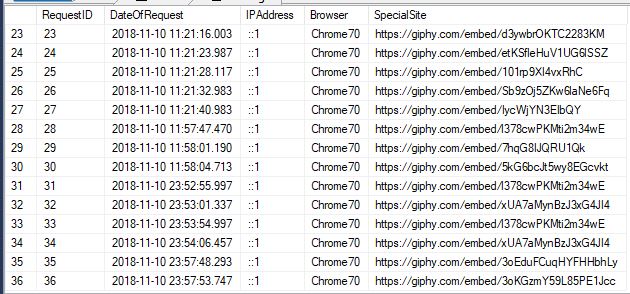 RequestID DateOfRequest IPAddress Browser SpecialSite
23 23 2018-11-10 11:21:16.003 ::1 Chrome70 https://giphy.com/embed/d3ywbrOKTC2283KM
24 24 2018-11-10 11:21:23.987 ::1 Chrome70 https://giphy.com/embed/etKSfleHuV1UG6ISSZ
25 25 2018-11-10 11:21:28.117 ::1 Chrome70 https://giphy.com/embed/101rp9XI4vxRhC
26 26 2018-11-10 11:21:32.983 ::1 Chrome70 https://giphy.com/embed/Sb9zOj5ZKw6IaNe6Fq
27 27 2018-11-10 11:21:40.983 ::1 Chrome70 https://giphy.com/embed/lycWjYN3EIbQY
28 28 2018-11-10 11:57:47.470 ::1 Chrome70 https://giphy.com/embed/l378cwPKMti2m34wE
29 29 2018-11-10 11:58:01.190 ::1 Chrome70 https://giphy.com/embed/7hqG8IJQRU1Qk
30 30 2018-11-10 11:58:04.713 ::1 Chrome70 https://giphy.com/embed/5kG6bcJt5wy8EGcvkt
31 31 2018-11-10 23:52:55.997 ::1 Chrome70 https://giphy.com/embed/l378cwPKMti2m34wE
32 32 2018-11-10 23:53:01.337 ::1 Chrome70 https://giphy.com/embed/xUA7aMynBzJ3xG4JI4
33 33 2018-11-10 23:53:54.997 ::1 Chrome70 https://giphy.com/embed/l378cwPKMti2m34wE
34 34 2018-11-10 23:54:06.457 ::1 Chrome70 https://giphy.com/embed/xUA7aMynBzJ3xG4JI4
35 35 2018-11-10 23:57:48.293 ::1 Chrome70 https://giphy.com/embed/3oEduFCuqHYFHHbhLy
36 36 2018-11-10 23:57:53.747 ::1 Chrome70 https://giphy.com/embed/3oKGzmY59L85PE1Jcc